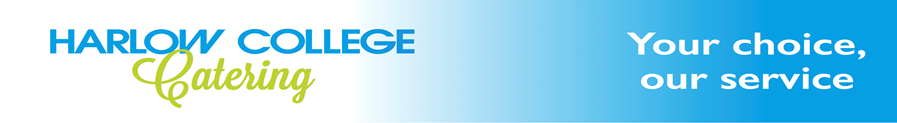 HARLOW COLLEGE
Catering
Your choice,
our service